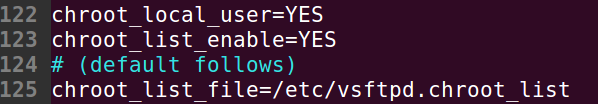 122 chroot_local_user=YES
123 chroot_list_enable=YES
124 # (default follows)
125 chroot_list_file=/etc/vsftpd.chroot_list